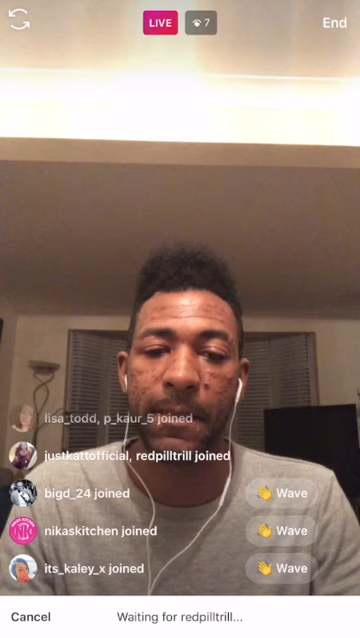 LIVE
7
End
lisa_todd, p_kaur_5 joined
justkattofficial, redpilltrill joined
bigd_24 joined
Wave
nikaskitchen joined
Wave
its_kaley_x joined
Wave
Cancel
Waiting for redpilltrill...